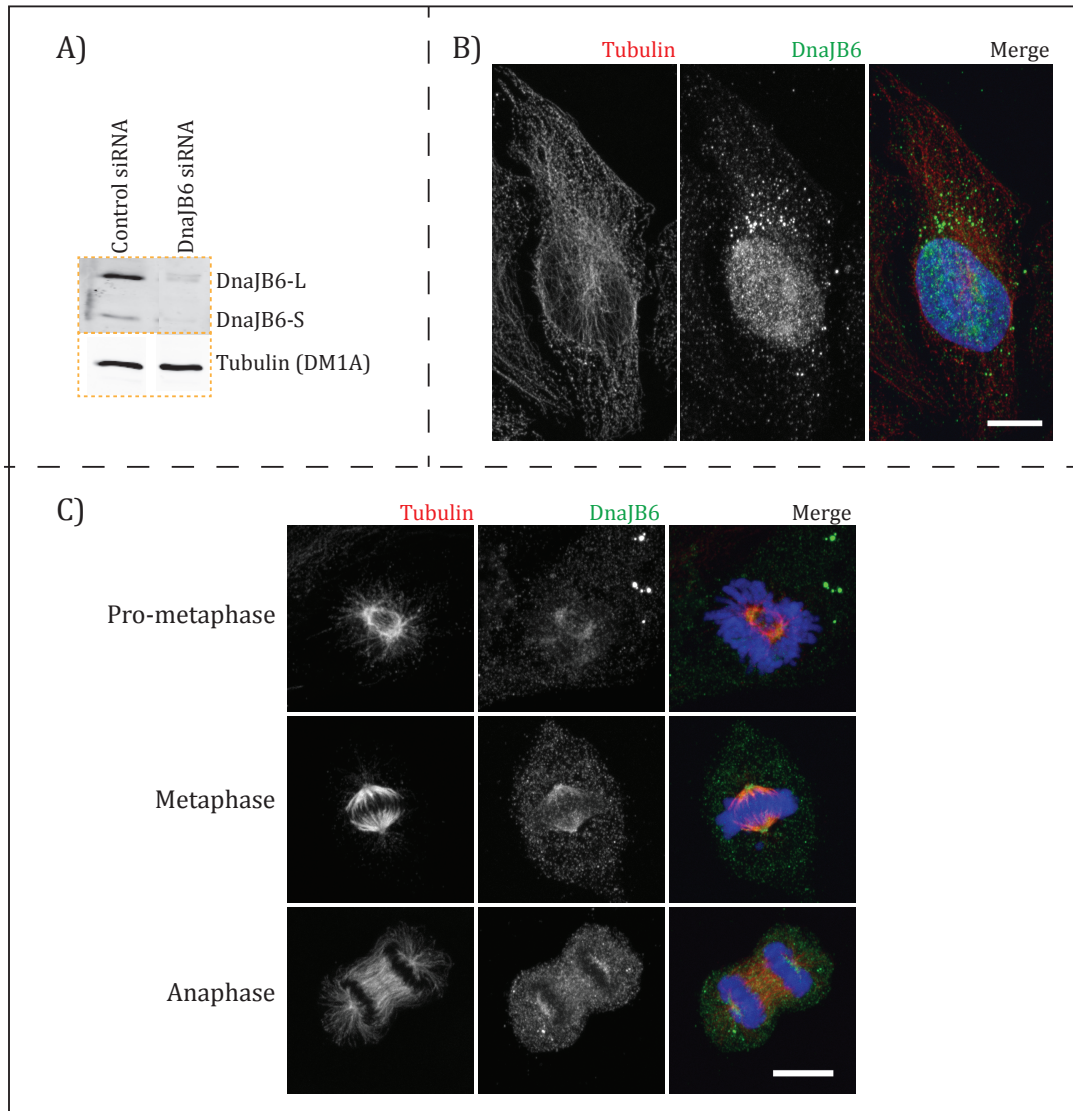 A)
Control siRNA
DnaJB6 siRNA
DnaJB6-L
DnaJB6-S
Tubulin (DM1A)
B)
Tubulin
DnaJB6
Merge
C)
Tubulin
DnaJB6
Merge
Pro-metaphase
Metaphase
Anaphase